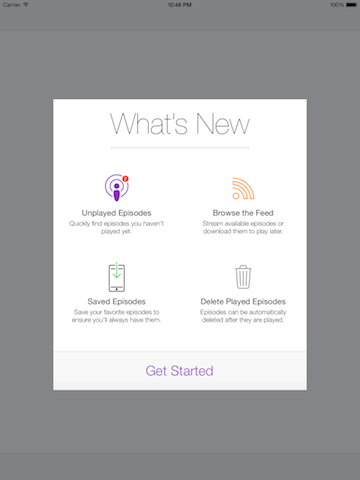 Carrier 10:48 PM 100%
What's New
Unplayed Episodes
Quickly find episodes you haven't
played yet.
Browse the Feed
Stream available episodes or
download them to play later.
Saved Episodes
Save your favorite episodes to
ensure you'll always have them.
Delete Played Episodes
Episodes can be automatically
deleted after they are played.
Get Started